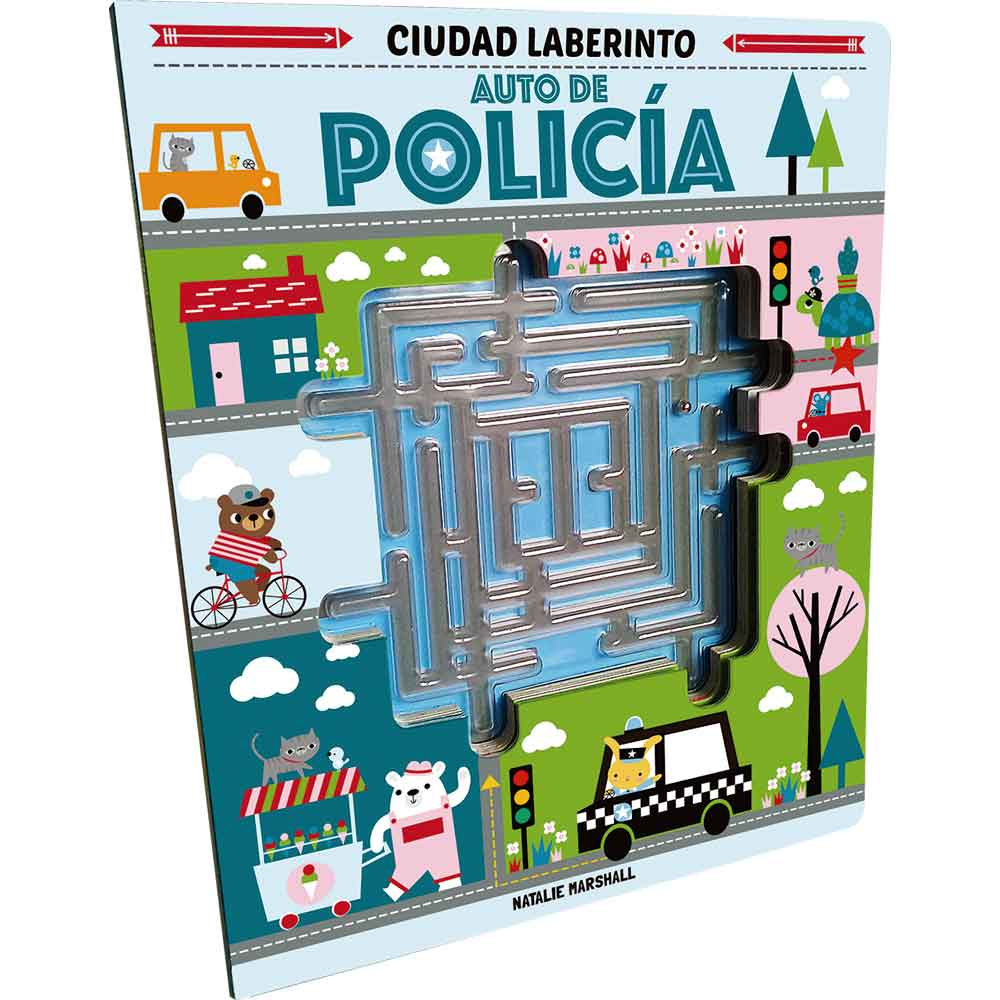 CIUDAD LABERINTO
AUTO DE
POLICÍA
NATALIE MARSHALL